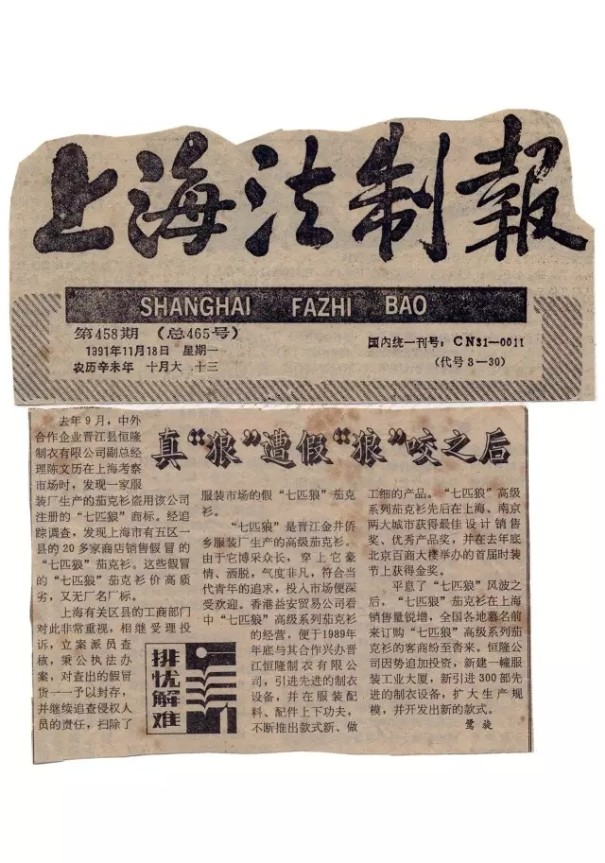 上海法制報
SHANGHAI FAZHI BAO
第458期 (总465号)
1991年11月18日 星期一
农历辛未年 十月大 十三
国内统一刊号：CN31-0011
(代号3-30)
真“狼”遭假“狼”咬之后
去年9月，中外
合作企业晋江县恒隆
制衣有限公司副总经
理陈文历在上海考察
市场时，发现一家服
装厂生产的茄克衫盗用该公司
注册的“七匹狼”商标。经追
踪调查，发现上海市有五区一
县的20多家商店销售假冒的
“七匹狼”茄克衫。这些假冒
的“七匹狼”茄克衫价高质
劣，又无厂名厂标。
上海有关区县的工商部门
对此非常重视，相继受理投
诉，立案派员查
核，秉公执法办
案，对查出的假冒
货一一予以封存，
并继续追查侵权人
员的责任，扫除了
排忧解难
服装市场的假“七匹狼”茄克
衫。
“七匹狼”是晋江金井侨
乡服装厂生产的高级茄克衫。
由于它博采众长，穿上它豪
情、洒脱，气度非凡，符合当
代青年的追求，投入市场便深
受欢迎。香港益安贸易公司看
中“七匹狼”高级系列茄克衫
的经营，便于1989年
年底与其合作兴办晋
江恒隆制衣有限公
司，引进先进的制衣
设备，并在服装配
料、配件上下功夫，
不断推出款式新、做
工细的产品。“七匹狼”高级
系列茄克衫先后在上海、南京
两大城市获得最佳设计销售
奖、优秀产品奖，并在去年底
北京百商大楼举办的首届时装
节上获得金奖。
平息了“七匹狼”风波之
后，“七匹狼”茄克衫在上海
销售量锐增，全国各地慕名前
来订购“七匹狼”高级系列茄
克衫的客商纷至沓来。恒隆公
司因势追加投资，新建一幢服
装工业大厦，新引进300部先
进的制衣设备，扩大生产规
模，并开发出新的款式。
鹭旋